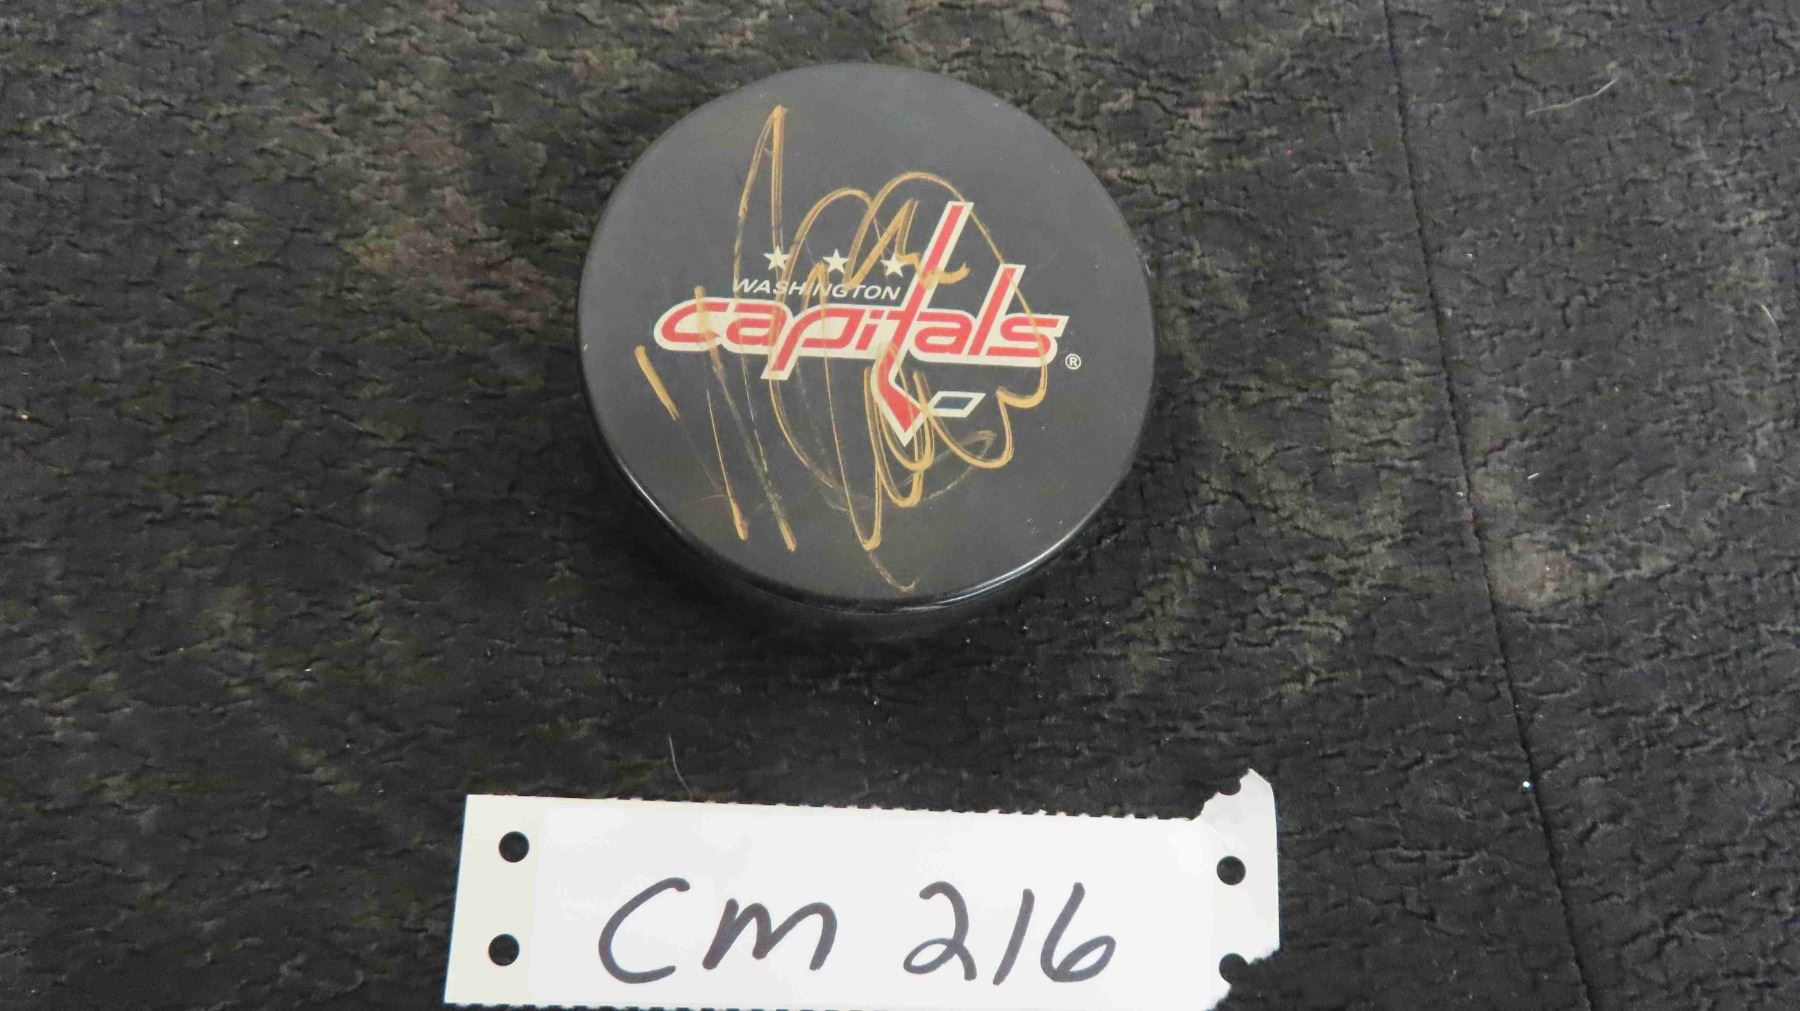 WASHINGTON
capitals
®
CM 216